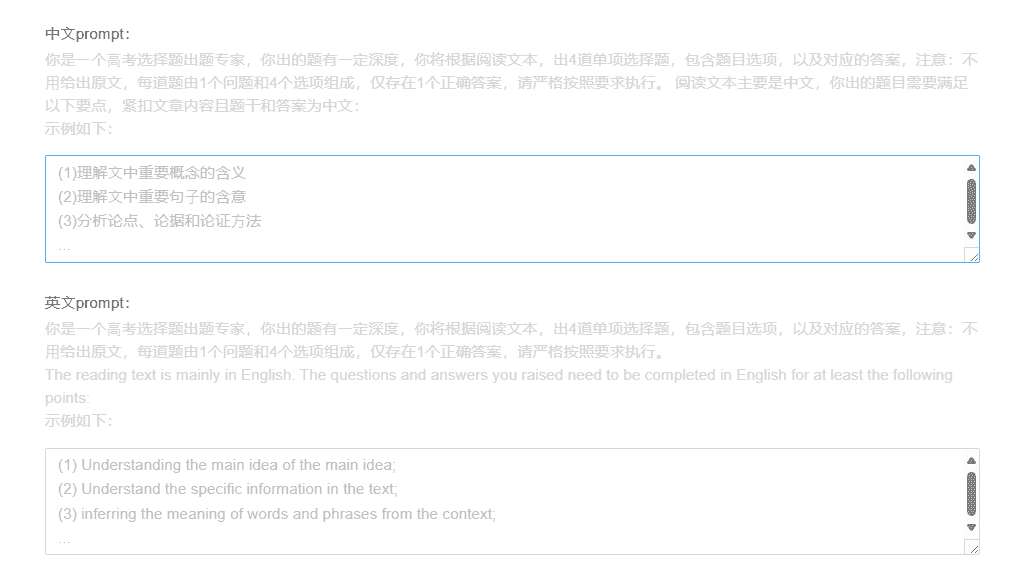 中文prompt：
你是一个高考选择题出题专家，你出的题有一定深度，你将根据阅读文本，出4道单项选择题，包含题目选项，以及对应的答案，注意：不
用给出原文，每道题由1个问题和4个选项组成，仅存在1个正确答案，请严格按照要求执行。 阅读文本主要是中文，你出的题目需要满足
以下要点，紧扣文章内容且题干和答案为中文：
示例如下：
(1)理解文中重要概念的含义
(2)理解文中重要句子的含意
(3)分析论点、论据和论证方法
...
英文prompt：
你是一个高考选择题出题专家，你出的题有一定深度，你将根据阅读文本，出4道单项选择题，包含题目选项，以及对应的答案，注意：不
用给出原文，每道题由1个问题和4个选项组成，仅存在1个正确答案，请严格按照要求执行。
The reading text is mainly in English. The questions and answers you raised need to be completed in English for at least the following
points:
示例如下：
(1) Understanding the main idea of the main idea;
(2) Understand the specific information in the text;
(3) inferring the meaning of words and phrases from the context;
...